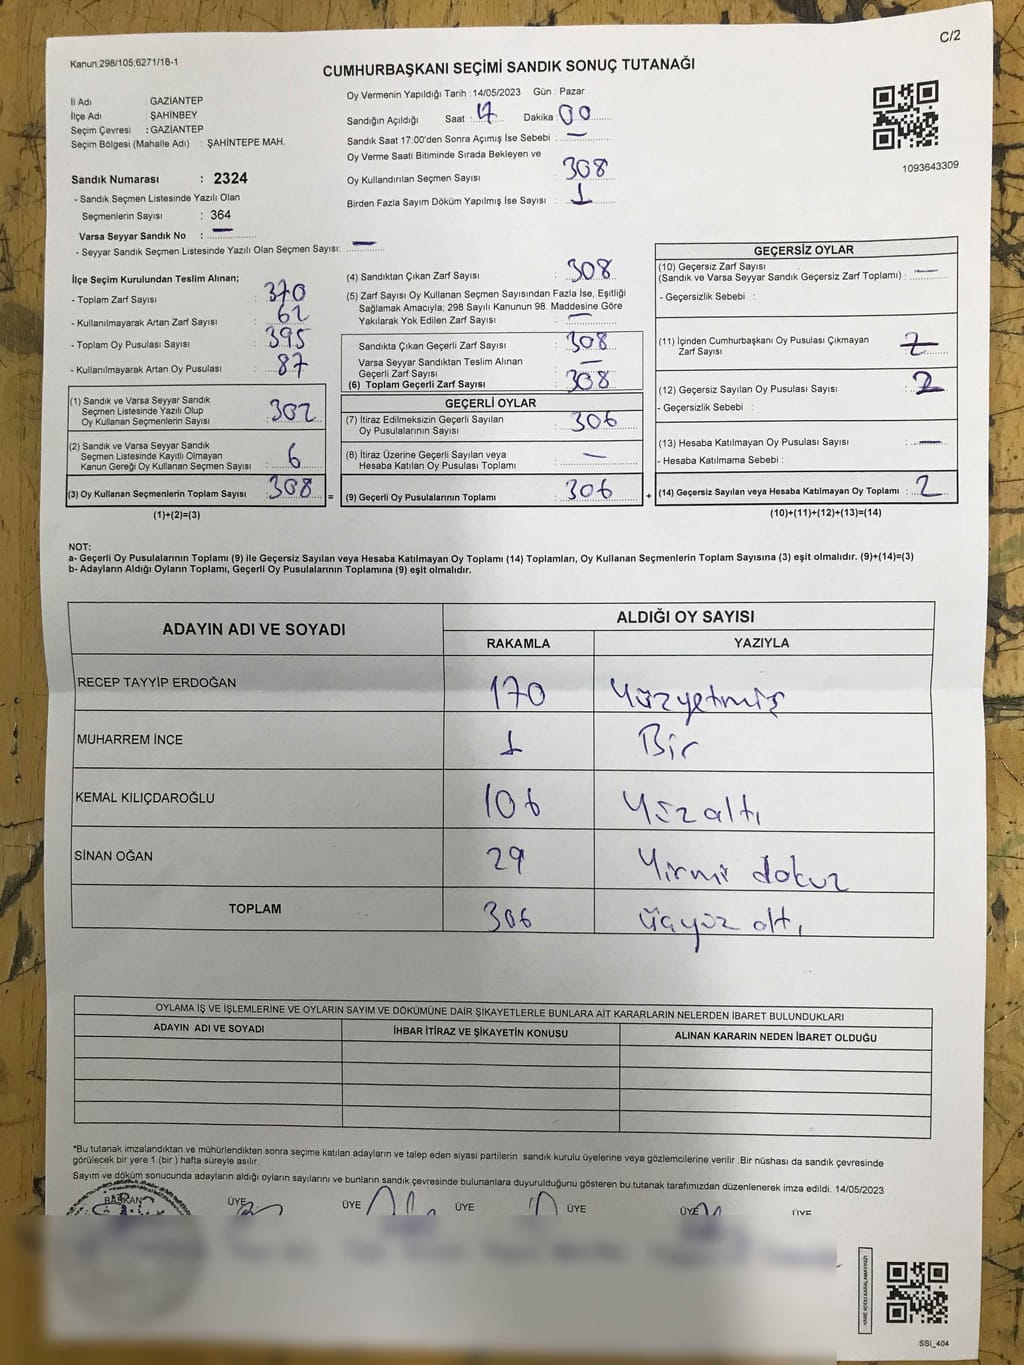 C/2
Kanun;298/105;6271/18-1
CUMHURBAŞKANI SEÇİMİ SANDIK SONUÇ TUTANAĞI
İl Adı : GAZİANTEP
İlçe Adı : ŞAHİNBEY
Seçim Çevresi : GAZİANTEP
Seçim Bölgesi (Mahalle Adı) : ŞAHİNTEPE MAH.
Sandık Numarası : 2324
- Sandık Seçmen Listesinde Yazılı Olan
Seçmenlerin Sayısı : 364
Varsa Seyyar Sandık No : —
- Seyyar Sandık Seçmen Listesinde Yazılı Olan Seçmen Sayısı: —
Oy Vermenin Yapıldığı Tarih : 14/05/2023 Gün : Pazar
Sandığın Açıldığı Saat : 17 Dakika : 00
Sandık Saat 17:00'den Sonra Açımış İse Sebebi : —
Oy Verme Saati Bitiminde Sırada Bekleyen ve
Oy Kullandırılan Seçmen Sayısı : 308
Birden Fazla Sayım Döküm Yapılmış İse Sayısı : 1
1093643309
İlçe Seçim Kurulundan Teslim Alınan;
- Toplam Zarf Sayısı : 370
- Kullanılmayarak Artan Zarf Sayısı : 62
- Toplam Oy Pusulası Sayısı : 395
- Kullanılmayarak Artan Oy Pusulası : 87
(1) Sandık ve Varsa Seyyar Sandık
Seçmen Listesinde Yazılı Olup
Oy Kullanan Seçmenlerin Sayısı : 302
(2) Sandık ve Varsa Seyyar Sandık
Seçmen Listesinde Kayıtlı Olmayan
Kanun Gereği Oy Kullanan Seçmen Sayısı : 6
(3) Oy Kullanan Seçmenlerin Toplam Sayısı : 308
(1)+(2)=(3)
(4) Sandıktan Çıkan Zarf Sayısı : 308
(5) Zarf Sayısı Oy Kullanan Seçmen Sayısından Fazla İse, Eşitliği
Sağlamak Amacıyla; 298 Sayılı Kanunun 98. Maddesine Göre
Yakılarak Yok Edilen Zarf Sayısı : —
Sandıkta Çıkan Geçerli Zarf Sayısı : 308
Varsa Seyyar Sandıktan Teslim Alınan
Geçerli Zarf Sayısı : —
(6) Toplam Geçerli Zarf Sayısı : 308
GEÇERLİ OYLAR
(7) İtiraz Edilmeksizin Geçerli Sayılan
Oy Pusulalarının Sayısı : 306
(8) İtiraz Üzerine Geçerli Sayılan veya
Hesaba Katılan Oy Pusulası Toplamı : —
= (9) Geçerli Oy Pusulalarının Toplamı : 306 +
GEÇERSİZ OYLAR
(10) Geçersiz Zarf Sayısı
(Sandık ve Varsa Seyyar Sandık Geçersiz Zarf Toplamı) : —
- Geçersizlik Sebebi :
(11) İçinden Cumhurbaşkanı Oy Pusulası Çıkmayan
Zarf Sayısı :
(12) Geçersiz Sayılan Oy Pusulası Sayısı : 2
- Geçersizlik Sebebi :
(13) Hesaba Katılmayan Oy Pusulası Sayısı : —
- Hesaba Katılmama Sebebi :
(14) Geçersiz Sayılan veya Hesaba Katılmayan Oy Toplamı : 2
(10)+(11)+(12)+(13)=(14)
NOT:
a- Geçerli Oy Pusulalarının Toplamı (9) ile Geçersiz Sayılan veya Hesaba Katılmayan Oy Toplamı (14) Toplamları, Oy Kullanan Seçmenlerin Toplam Sayısına (3) eşit olmalıdır. (9)+(14)=(3)
b- Adayların Aldığı Oyların Toplamı, Geçerli Oy Pusulalarının Toplamına (9) eşit olmalıdır.
ADAYIN ADI VE SOYADI ALDIĞI OY SAYISI
RAKAMLA YAZIYLA
RECEP TAYYİP ERDOĞAN 170 Yüzyetmiş
MUHARREM İNCE 1 Bir
KEMAL KILIÇDAROĞLU 106 Yüzaltı
SİNAN OĞAN 29 Yirmi dokuz
TOPLAM 306 Üçyüz altı
OYLAMA İŞ VE İŞLEMLERİNE VE OYLARIN SAYIM VE DÖKÜMÜNE DAİR ŞİKAYETLERLE BUNLARA AİT KARARLARIN NELERDEN İBARET BULUNDUKLARI
ADAYIN ADI VE SOYADI İHBAR İTİRAZ VE ŞİKAYETİN KONUSU ALINAN KARARIN NEDEN İBARET OLDUĞU
*Bu tutanak imzalandıktan ve mühürlendikten sonra seçime katılan adayların ve talep eden siyasi partilerin sandık kurulu üyelerine veya gözlemcilerine verilir .Bir nüshası da sandık çevresinde
görülecek bir yere 1 (bir ) hafta süreyle asılır.
Sayım ve döküm sonucunda adayların aldığı oyların sayılarını ve bunların sandık çevresinde bulunanlara duyurulduğunu gösteren bu tutanak tarafımızdan düzenlenerek imza edildi. 14/05/2023
BAŞKAN ÜYE ÜYE ÜYE ÜYE ÜYE ÜYE
SSİ_404